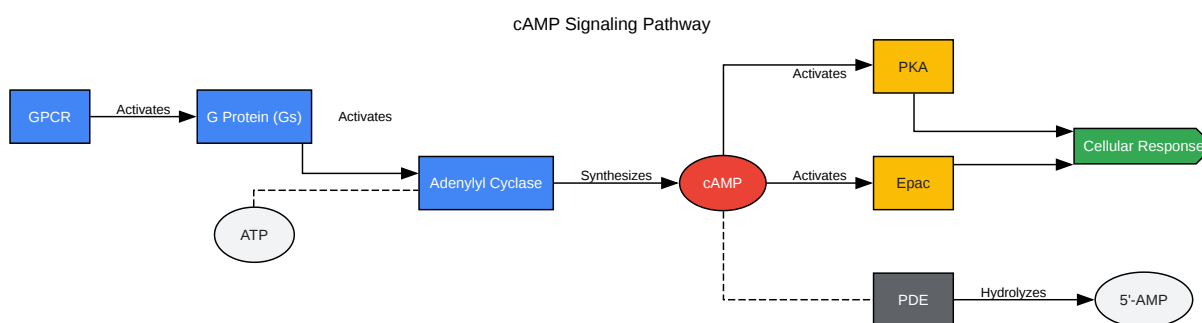 cAMP Signaling Pathway
GPCR
Activates
G Protein (Gs)
Activates
ATP
Adenylyl Cyclase
Synthesizes
cAMP
Activates
PKA
Activates
Epac
Cellular Response
PDE
Hydrolyzes
5'-AMP